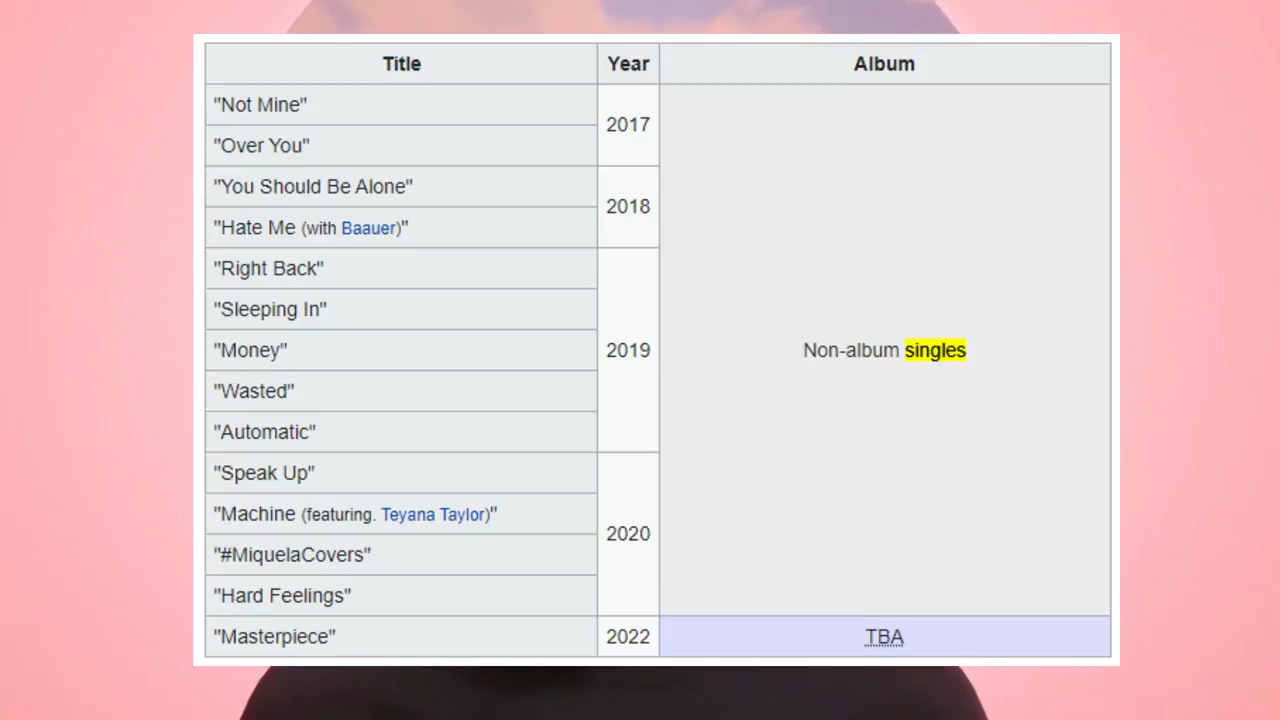 Title Year Album
"Not Mine"
2017
"Over You"
"You Should Be Alone"
2018
"Hate Me (with Baauer)"
"Right Back"
"Sleeping In"
"Money" 2019 Non-album singles
"Wasted"
"Automatic"
"Speak Up"
"Machine (featuring. Teyana Taylor)"
2020
"#MiquelaCovers"
"Hard Feelings"
"Masterpiece" 2022 TBA